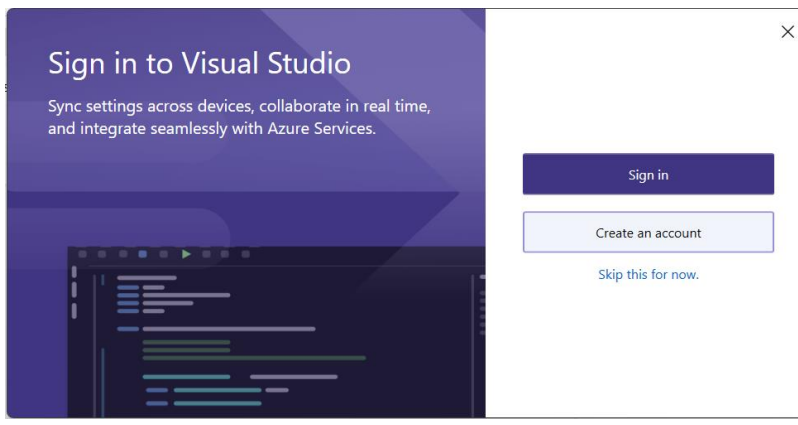 Sign in to Visual Studio
Sync settings across devices, collaborate in real time,
and integrate seamlessly with Azure Services.
Sign in
Create an account
Skip this for now.